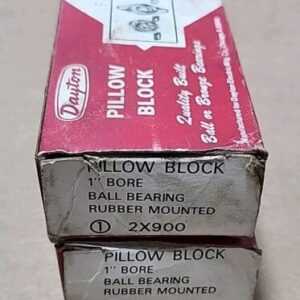 Dayton
PILLOW
BLOCK
Quality Built
Ball or Bronze Bearings
PILLOW BLOCK
1" BORE
BALL BEARING
RUBBER MOUNTED
① 2X900
PILLOW BLOCK
1" BORE
BALL BEARING
RUBBER MOUNTED